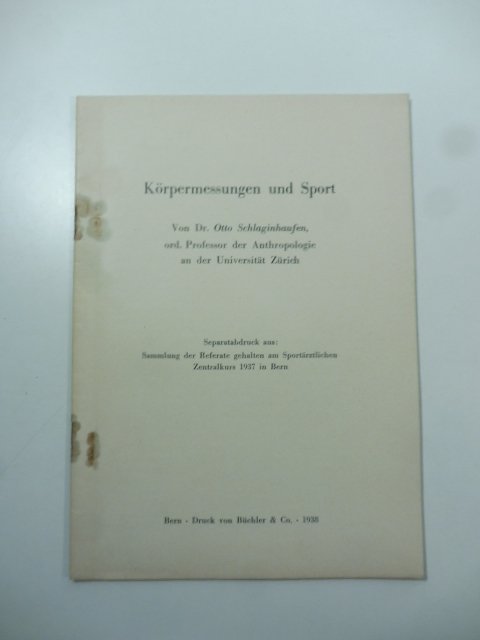 Körpermessungen und Sport
Von Dr. Otto Schlaginhaufen,
ord. Professor der Anthropologie
an der Universität Zürich
Separatabdruck aus:
Sammlung der Referate gehalten am Sportärztlichen
Zentralkurs 1937 in Bern
Bern - Druck von Büchler & Co. - 1938